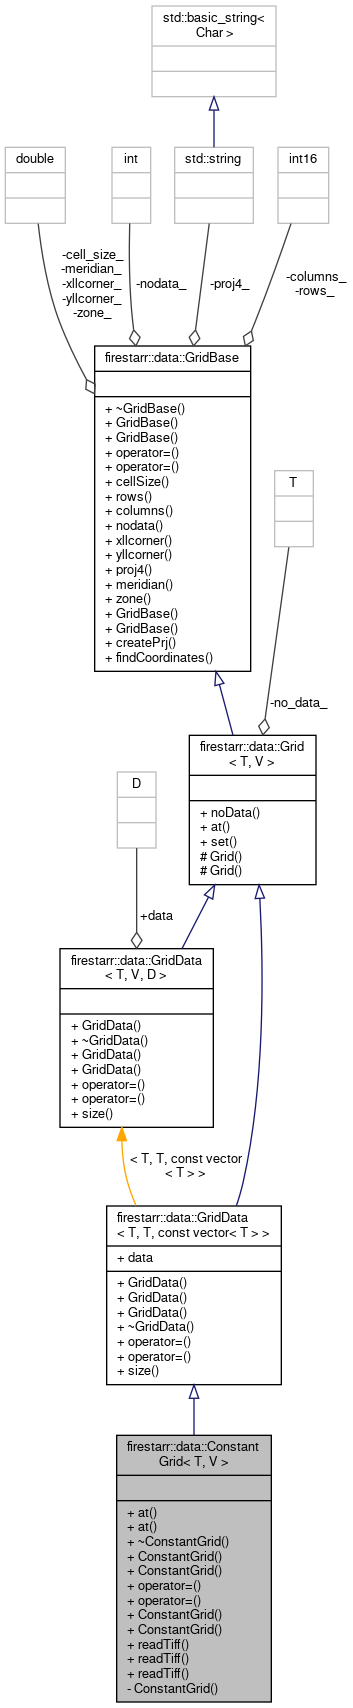 std::basic_string<
Char >
double
int
std::string
int16
-cell_size_
-meridian_
-xllcorner_
-yllcorner_
-zone_
-nodata_
-proj4_
-columns_
-rows_
firestarr::data::GridBase
+ ~GridBase()
+ GridBase()
+ GridBase()
+ operator=()
+ operator=()
+ cellSize()
+ rows()
+ columns()
+ nodata()
+ xllcorner()
+ yllcorner()
+ proj4()
+ meridian()
+ zone()
+ GridBase()
+ GridBase()
+ createPrj()
+ findCoordinates()
T
-no_data_
firestarr::data::Grid
< T, V >
+ noData()
+ at()
+ set()
# Grid()
# Grid()
D
+data
firestarr::data::GridData
< T, V, D >
+ GridData()
+ ~GridData()
+ GridData()
+ GridData()
+ operator=()
+ operator=()
+ size()
< T, T, const vector
< T > >
firestarr::data::GridData
< T, T, const vector< T > >
+ data
+ GridData()
+ GridData()
+ GridData()
+ ~GridData()
+ operator=()
+ operator=()
+ size()
firestarr::data::Constant
Grid< T, V >
+ at()
+ at()
+ ~ConstantGrid()
+ ConstantGrid()
+ ConstantGrid()
+ operator=()
+ operator=()
+ ConstantGrid()
+ ConstantGrid()
+ readTiff()
+ readTiff()
+ readTiff()
- ConstantGrid()